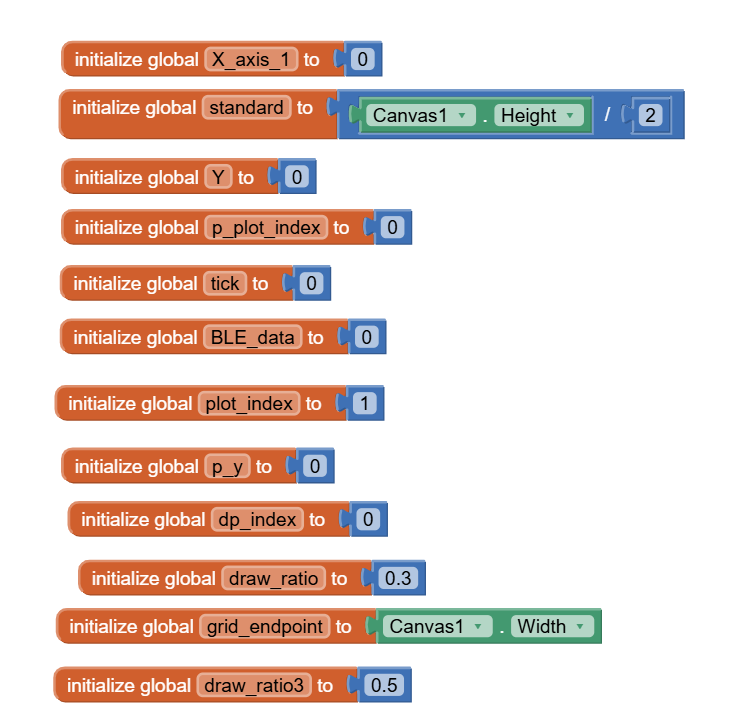 initialize global X_axis_1 to 0
initialize global standard to Canvas1 . Height / 2
initialize global Y to 0
initialize global p_plot_index to 0
initialize global tick to 0
initialize global BLE_data to 0
initialize global plot_index to 1
initialize global p_y to 0
initialize global dp_index to 0
initialize global draw_ratio to 0.3
initialize global grid_endpoint to Canvas1 . Width
initialize global draw_ratio3 to 0.5